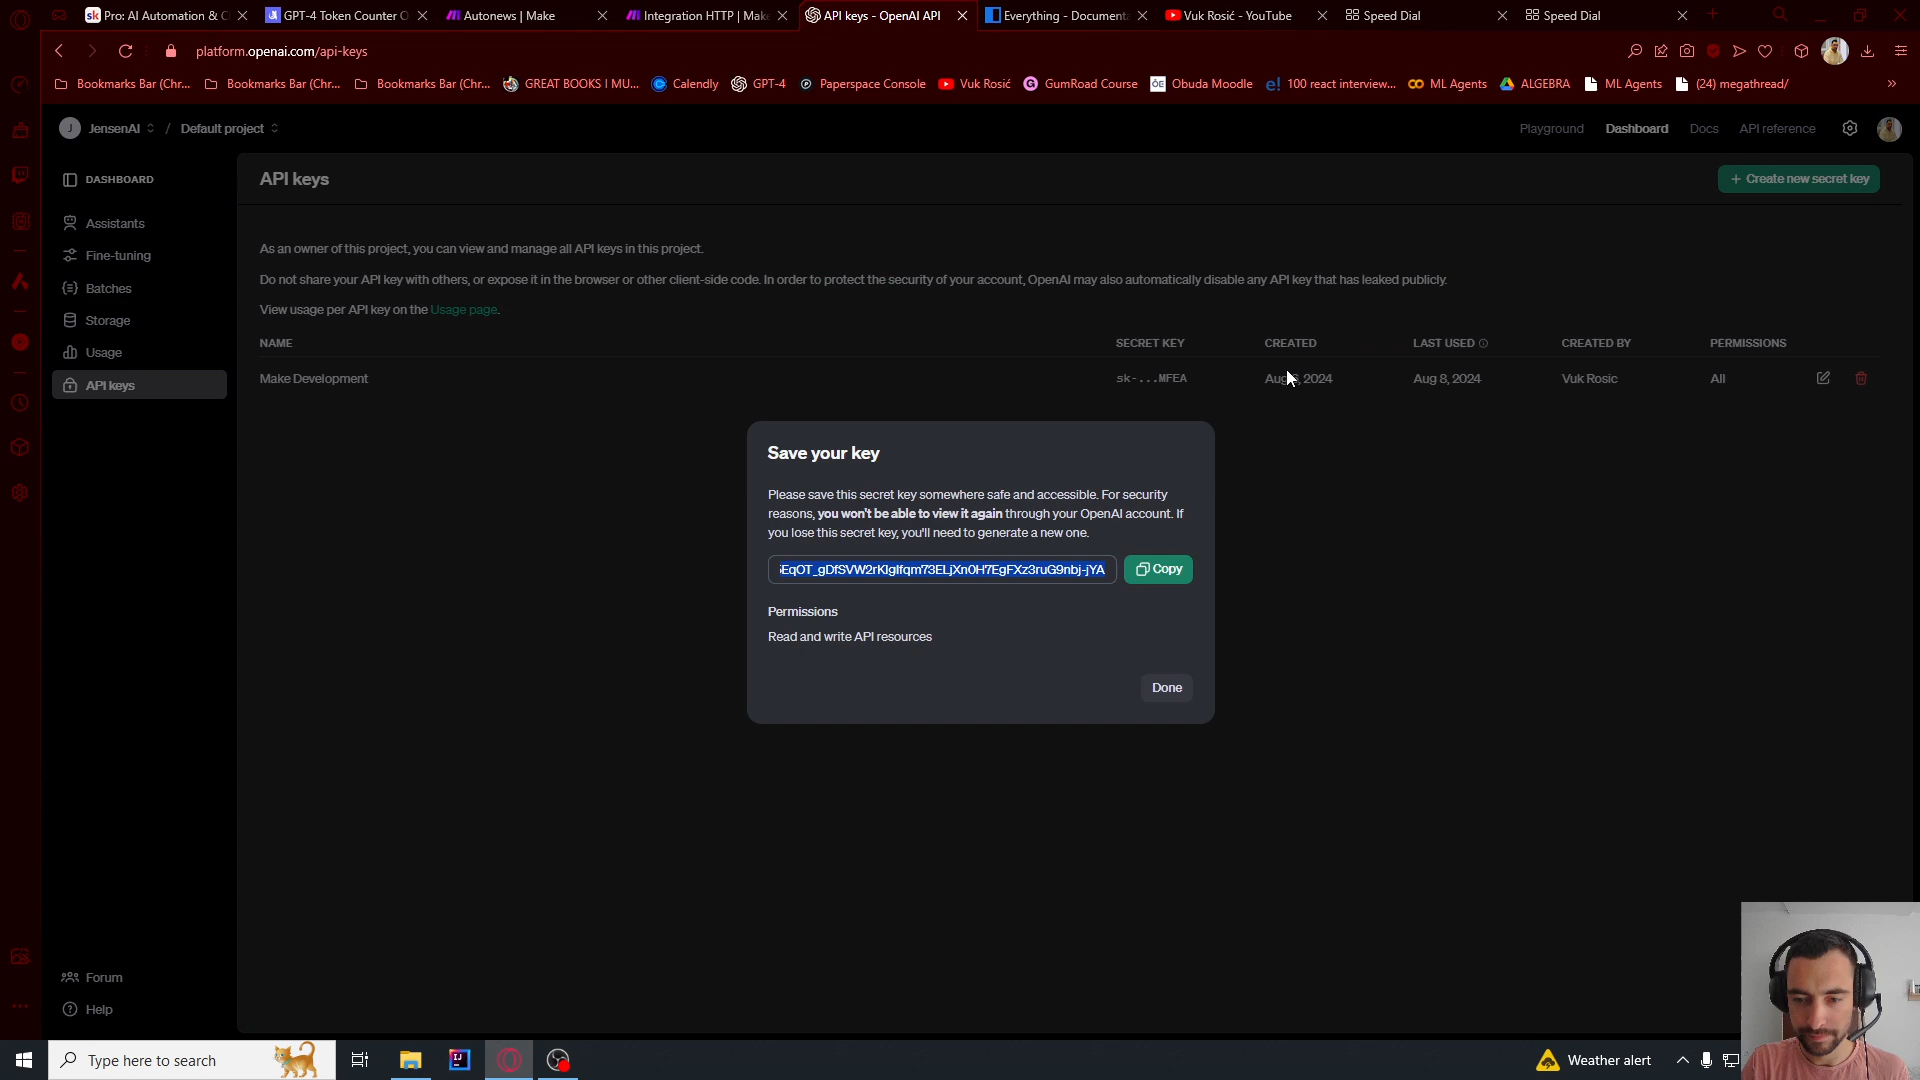 Pro: AI Automation & C
GPT-4 Token Counter O
Autonews | Make
Integration HTTP | Make
API keys - OpenAI API
Everything - Documenta
Vuk Rosić - YouTube
Speed Dial
Speed Dial
platform.openai.com/api-keys
Bookmarks Bar (Chr...
Bookmarks Bar (Chr...
Bookmarks Bar (Chr...
GREAT BOOKS I MU...
Calendly
GPT-4
Paperspace Console
Vuk Rosić
GumRoad Course
Obuda Moodle
100 react interview...
ML Agents
ALGEBRA
ML Agents
(24) megathread/
J JensenAI / Default project
Playground
Dashboard
Docs
API reference
DASHBOARD
Assistants
Fine-tuning
Batches
Storage
Usage
API keys
Forum
Help
API keys
+ Create new secret key
As an owner of this project, you can view and manage all API keys in this project.
Do not share your API key with others, or expose it in the browser or other client-side code. In order to protect the security of your account, OpenAI may also automatically disable any API key that has leaked publicly.
View usage per API key on the Usage page.
NAME SECRET KEY CREATED LAST USED CREATED BY PERMISSIONS
Make Development sk-...MFEA Aug 2024 Aug 8, 2024 Vuk Rosic All
Save your key
Please save this secret key somewhere safe and accessible. For security
reasons, you won't be able to view it again through your OpenAI account. If
you lose this secret key, you'll need to generate a new one.
Copy
Permissions
Read and write API resources
Done
Type here to search
Weather alert